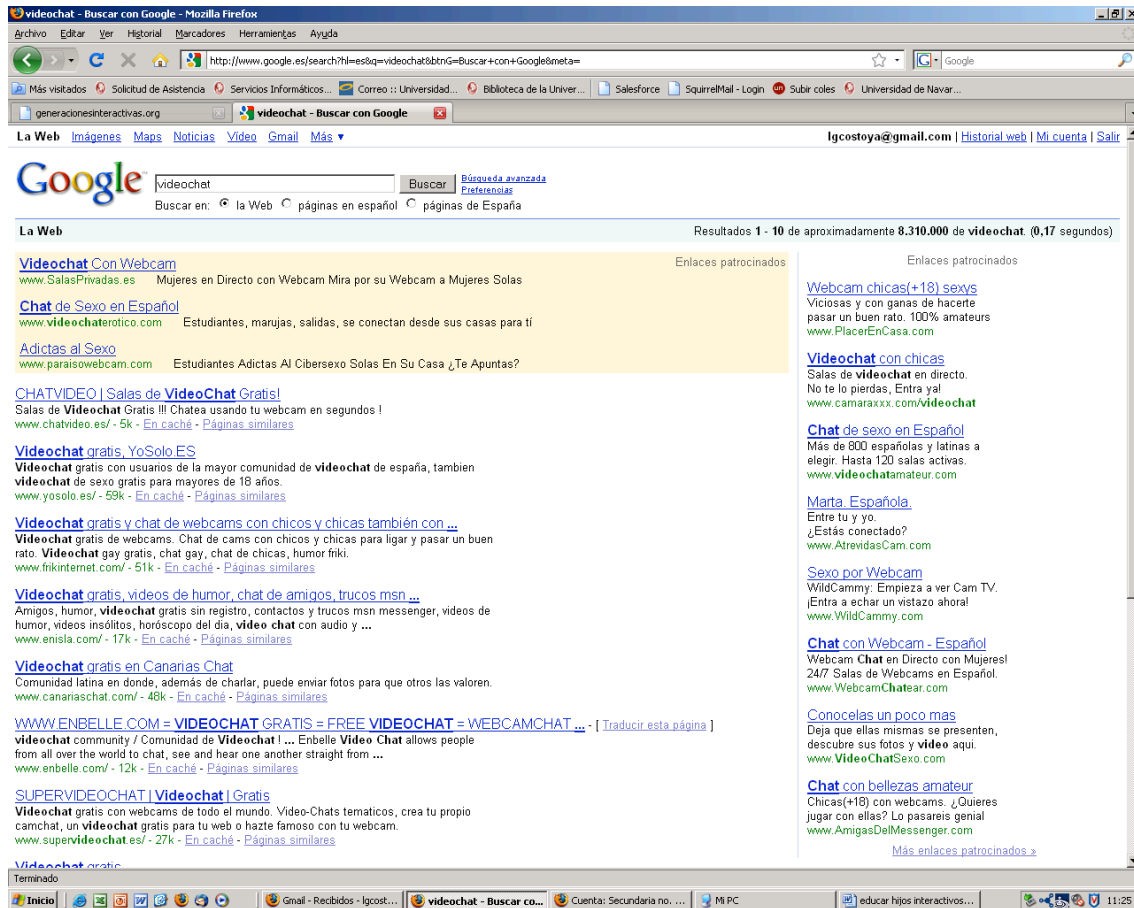 videochat - Buscar con Google - Mozilla Firefox
Archivo Editar Ver Historial Marcadores Herramientas Ayuda
http://www.google.es/search?hl=es&q=videochat&btnG=Buscar+con+Google&meta=
Google
Más visitados Solicitud de Asistencia Servicios Informáticos... Correo :: Universidad... Biblioteca de la Univer... Salesforce SquirrelMail - Login Subir coles Universidad de Navar...
generacionesinteractivas.org videochat - Buscar con Google
La Web Imágenes Maps Noticias Vídeo Gmail Más ▼ lgcostoya@gmail.com | Historial web | Mi cuenta | Salir
Google videochat Buscar Búsqueda avanzada
Preferencias
Buscar en: la Web páginas en español páginas de España
La Web Resultados 1 - 10 de aproximadamente 8.310.000 de videochat. (0,17 segundos)
Videochat Con Webcam Enlaces patrocinados
www.SalasPrivadas.es Mujeres en Directo con Webcam Mira por su Webcam a Mujeres Solas
Chat de Sexo en Español
www.videochaterotico.com Estudiantes, marujas, salidas, se conectan desde sus casas para tí
Adictas al Sexo
www.paraisowebcam.com Estudiantes Adictas Al Cibersexo Solas En Su Casa ¿Te Apuntas?
CHATVIDEO | Salas de VideoChat Gratis!
Salas de Videochat Gratis !!! Chatea usando tu webcam en segundos !
www.chatvideo.es/ - 5k - En caché - Páginas similares
Videochat gratis, YoSolo.ES
Videochat gratis con usuarios de la mayor comunidad de videochat de españa, tambien
videochat de sexo gratis para mayores de 18 años.
www.yosolo.es/ - 59k - En caché - Páginas similares
Videochat gratis y chat de webcams con chicos y chicas también con ...
Videochat gratis de webcams. Chat de cams con chicos y chicas para ligar y pasar un buen
rato. Videochat gay gratis, chat gay, chat de chicas, humor friki.
www.frikinternet.com/ - 51k - En caché - Páginas similares
Videochat gratis, videos de humor, chat de amigos, trucos msn ...
Amigos, humor, videochat gratis sin registro, contactos y trucos msn messenger, videos de
humor, videos insólitos, horóscopo del dia, video chat con audio y ...
www.enisla.com/ - 17k - En caché - Páginas similares
Videochat gratis en Canarias Chat
Comunidad latina en donde, además de charlar, puede enviar fotos para que otros las valoren.
www.canariaschat.com/ - 48k - En caché - Páginas similares
WWW.ENBELLE.COM = VIDEOCHAT GRATIS = FREE VIDEOCHAT = WEBCAMCHAT ... - [ Traducir esta página ]
videochat community / Comunidad de Videochat ! ... Enbelle Video Chat allows people
from all over the world to chat, see and hear one another straight from ...
www.enbelle.com/ - 12k - En caché - Páginas similares
SUPERVIDEOCHAT | Videochat | Gratis
Videochat gratis con webcams de todo el mundo. Video-Chats tematicos, crea tu propio
camchat, un videochat gratis para tu web o hazte famoso con tu webcam.
www.supervideochat.es/ - 27k - En caché - Páginas similares
Videochat gratis
Enlaces patrocinados
Webcam chicas(+18) sexys
Viciosas y con ganas de hacerte
pasar un buen rato. 100% amateurs
www.PlacerEnCasa.com
Videochat con chicas
Salas de videochat en directo.
No te lo pierdas, Entra ya!
www.camaraxxx.com/videochat
Chat de sexo en Español
Más de 800 españolas y latinas a
elegir. Hasta 120 salas activas.
www.videochatamateur.com
Marta. Española.
Entre tu y yo.
¿Estás conectado?
www.AtrevidasCam.com
Sexo por Webcam
WildCammy: Empieza a ver Cam TV.
¡Entra a echar un vistazo ahora!
www.WildCammy.com
Chat con Webcam - Español
Webcam Chat en Directo con Mujeres!
24/7 Salas de Webcams en Español.
www.WebcamChatear.com
Conocelas un poco mas
Deja que ellas mismas se presenten,
descubre sus fotos y video aqui.
www.VideoChatSexo.com
Chat con bellezas amateur
Chicas(+18) con webcams. ¿Quieres
jugar con ellas? Lo pasareis genial
www.AmigasDelMessenger.com
Más enlaces patrocinados »
Terminado
Inicio Gmail - Recibidos - lgcost... videochat - Buscar co... Cuenta: Secundaria no. ... Mi PC educar hijos interactivos... 11:25